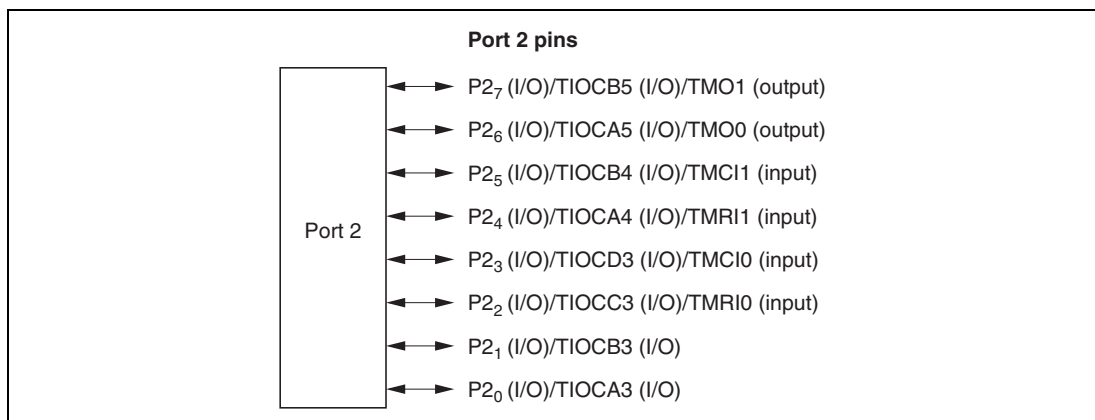 Port 2 pins
P2₇ (I/O)/TIOCB5 (I/O)/TMO1 (output)
P2₆ (I/O)/TIOCA5 (I/O)/TMO0 (output)
P2₅ (I/O)/TIOCB4 (I/O)/TMCI1 (input)
P2₄ (I/O)/TIOCA4 (I/O)/TMRI1 (input)
Port 2
P2₃ (I/O)/TIOCD3 (I/O)/TMCI0 (input)
P2₂ (I/O)/TIOCC3 (I/O)/TMRI0 (input)
P2₁ (I/O)/TIOCB3 (I/O)
P2₀ (I/O)/TIOCA3 (I/O)